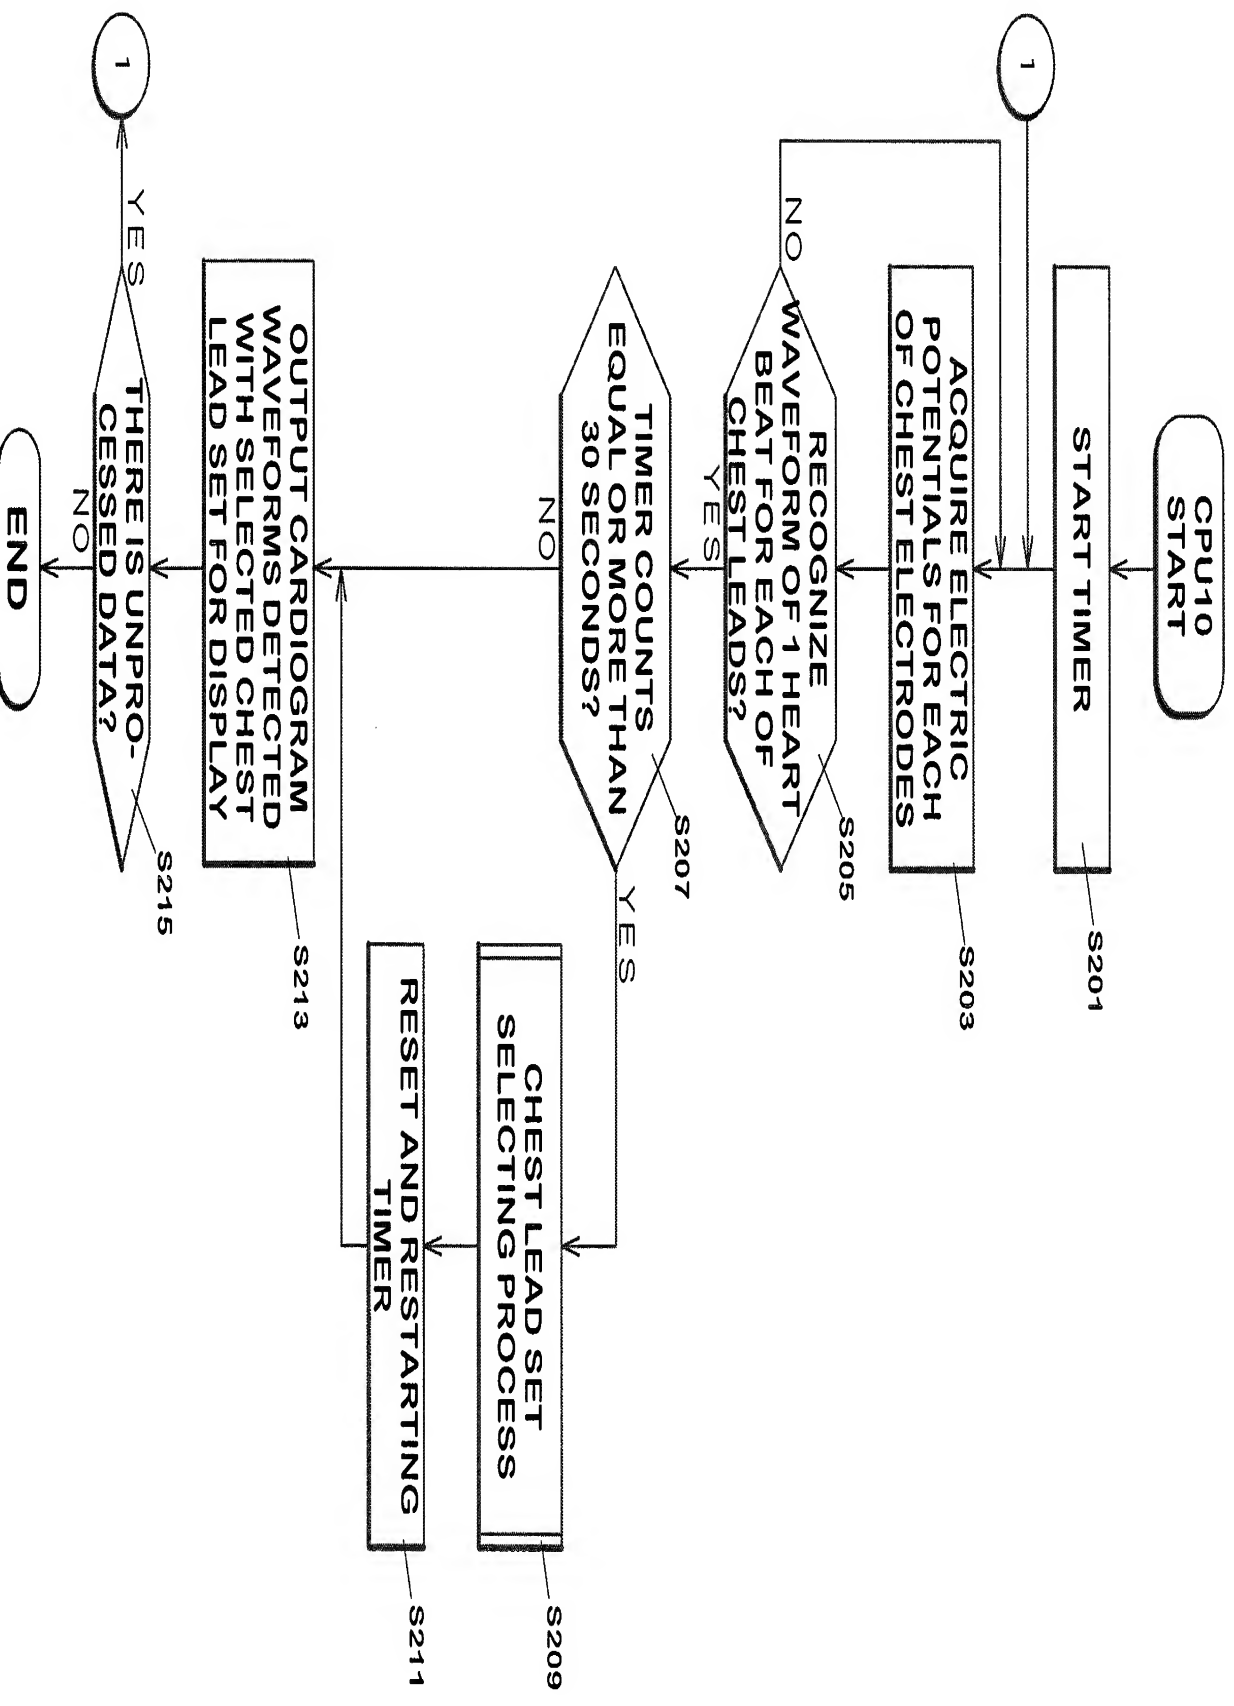 CPU10
START
START TIMER
S201
1
ACQUIRE ELECTRIC
POTENTIALS FOR EACH
OF CHEST ELECTRODES
S203
RECOGNIZE
WAVEFORM OF 1 HEART
BEAT FOR EACH OF
CHEST LEADS?
S205
NO
YES
TIMER COUNTS
EQUAL OR MORE THAN
30 SECONDS?
S207
YES
NO
CHEST LEAD SET
SELECTING PROCESS
S209
RESET AND RESTARTING
TIMER
S211
OUTPUT CARDIOGRAM
WAVEFORMS DETECTED
WITH SELECTED CHEST
LEAD SET FOR DISPLAY
S213
THERE IS UNPRO-
CESSED DATA?
S215
YES
1
NO
END